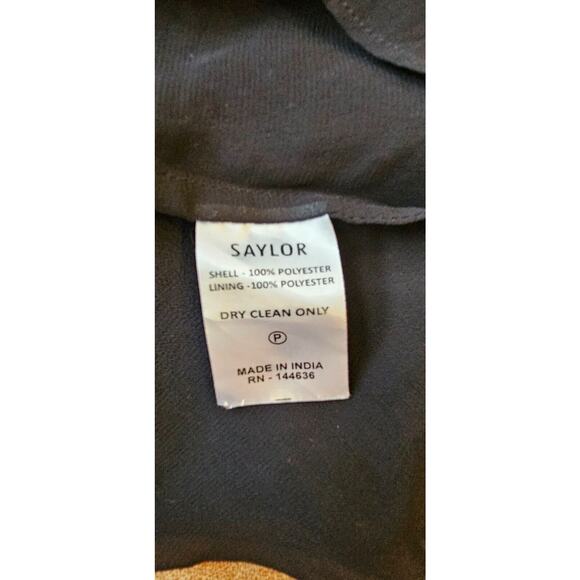 SAYLOR
SHELL - 100% POLYESTER
LINING -100% POLYESTER
DRY CLEAN ONLY
P
MADE IN INDIA
RN - 144636